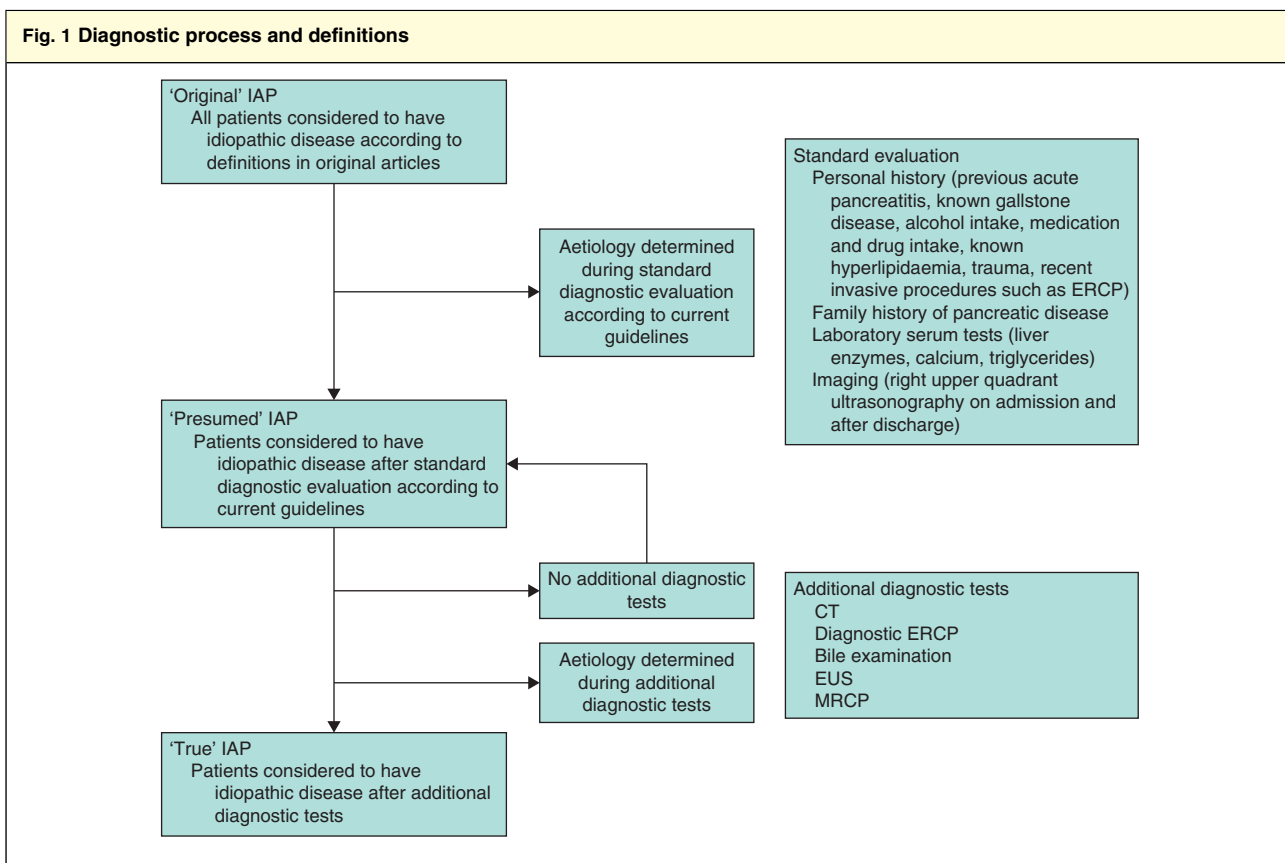 Fig. 1 Diagnostic process and definitions
‘Original’ IAP
All patients considered to have
idiopathic disease according to
definitions in original articles
Aetiology determined
during standard
diagnostic evaluation
according to current
guidelines
Standard evaluation
Personal history (previous acute
pancreatitis, known gallstone
disease, alcohol intake, medication
and drug intake, known
hyperlipidaemia, trauma, recent
invasive procedures such as ERCP)
Family history of pancreatic disease
Laboratory serum tests (liver
enzymes, calcium, triglycerides)
Imaging (right upper quadrant
ultrasonography on admission and
after discharge)
‘Presumed’ IAP
Patients considered to have
idiopathic disease after standard
diagnostic evaluation according to
current guidelines
No additional diagnostic
tests
Aetiology determined
during additional
diagnostic tests
Additional diagnostic tests
CT
Diagnostic ERCP
Bile examination
EUS
MRCP
‘True’ IAP
Patients considered to have
idiopathic disease after additional
diagnostic tests